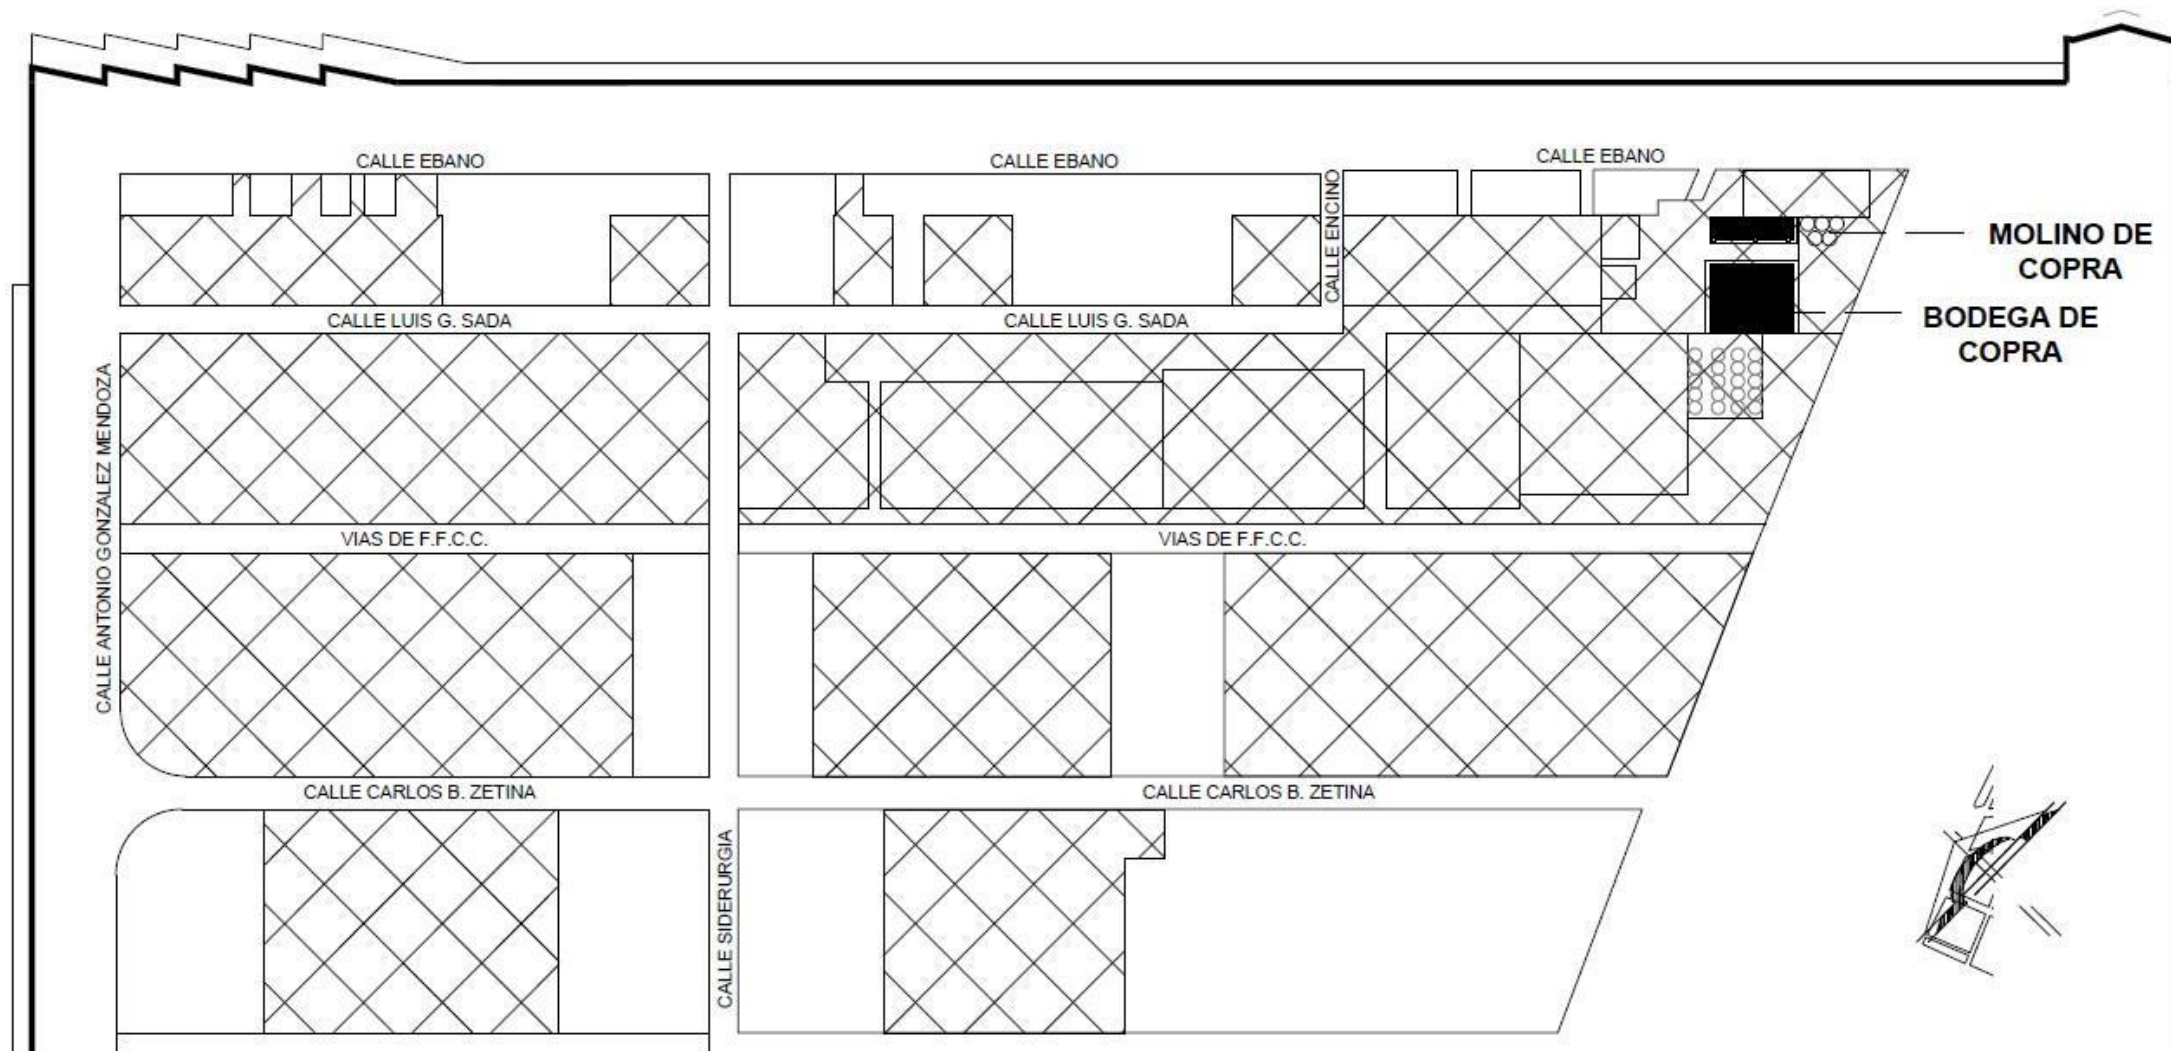 CALLE EBANO
CALLE EBANO
CALLE EBANO
CALLE ENCINO
MOLINO DE
COPRA
BODEGA DE
COPRA
CALLE LUIS G. SADA
CALLE LUIS G. SADA
CALLE ANTONIO GONZALEZ MENDOZA
VIAS DE F.F.C.C.
VIAS DE F.F.C.C.
CALLE CARLOS B. ZETINA
CALLE CARLOS B. ZETINA
CALLE SIDERURGIA